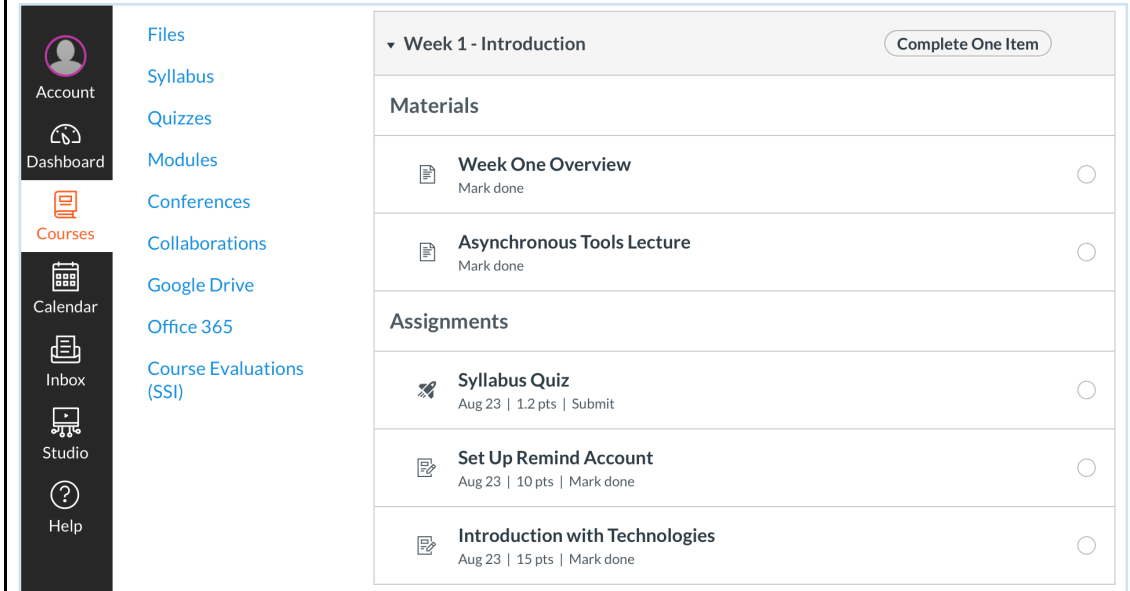 Account
Dashboard
Courses
Calendar
Inbox
Studio
Help
Files
Syllabus
Quizzes
Modules
Conferences
Collaborations
Google Drive
Office 365
Course Evaluations
(SSI)
Week 1 - Introduction
Complete One Item
Materials
Week One Overview
Mark done
Asynchronous Tools Lecture
Mark done
Assignments
Syllabus Quiz
Aug 23 | 1.2 pts | Submit
Set Up Remind Account
Aug 23 | 10 pts | Mark done
Introduction with Technologies
Aug 23 | 15 pts | Mark done